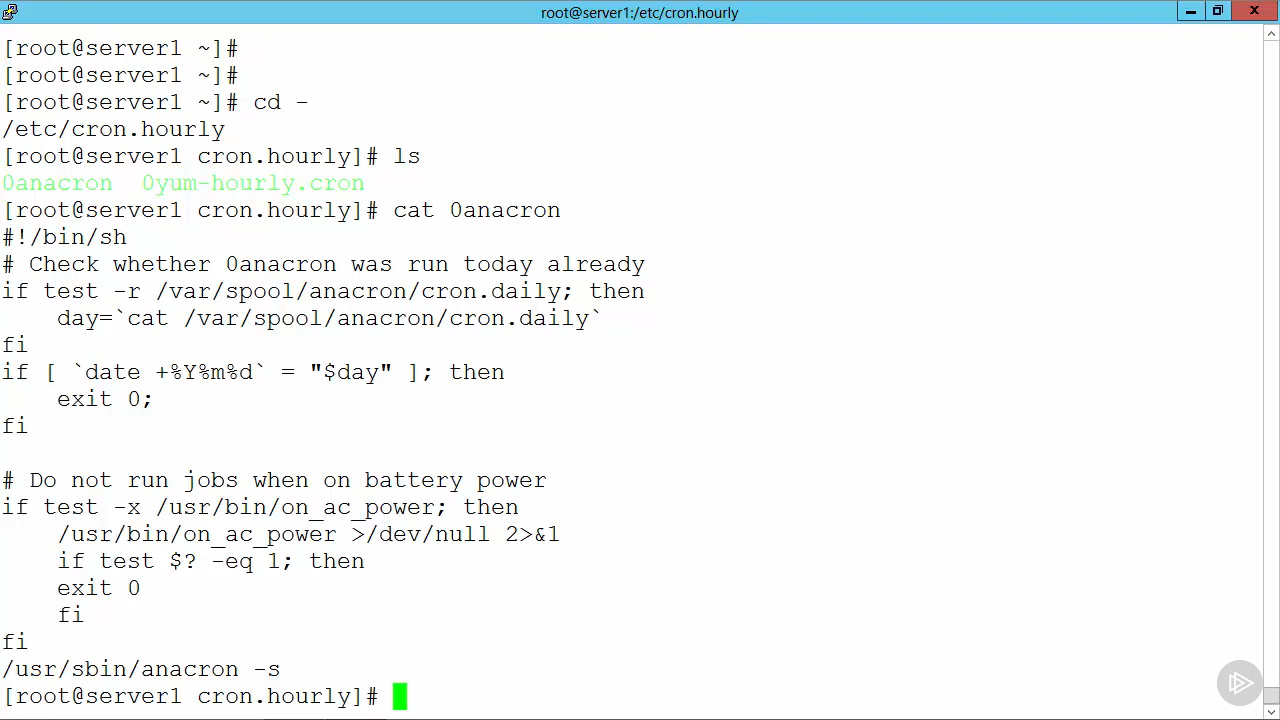 root@server1:/etc/cron.hourly
[root@server1 ~]#
[root@server1 ~]#
[root@server1 ~]# cd -
/etc/cron.hourly
[root@server1 cron.hourly]# ls
0anacron  0yum-hourly.cron
[root@server1 cron.hourly]# cat 0anacron
#!/bin/sh
# Check whether 0anacron was run today already
if test -r /var/spool/anacron/cron.daily; then
    day=`cat /var/spool/anacron/cron.daily`
fi
if [ `date +%Y%m%d` = "$day" ]; then
    exit 0;
fi

# Do not run jobs when on battery power
if test -x /usr/bin/on_ac_power; then
    /usr/bin/on_ac_power >/dev/null 2>&1
    if test $? -eq 1; then
    exit 0
    fi
fi
/usr/sbin/anacron -s
[root@server1 cron.hourly]#